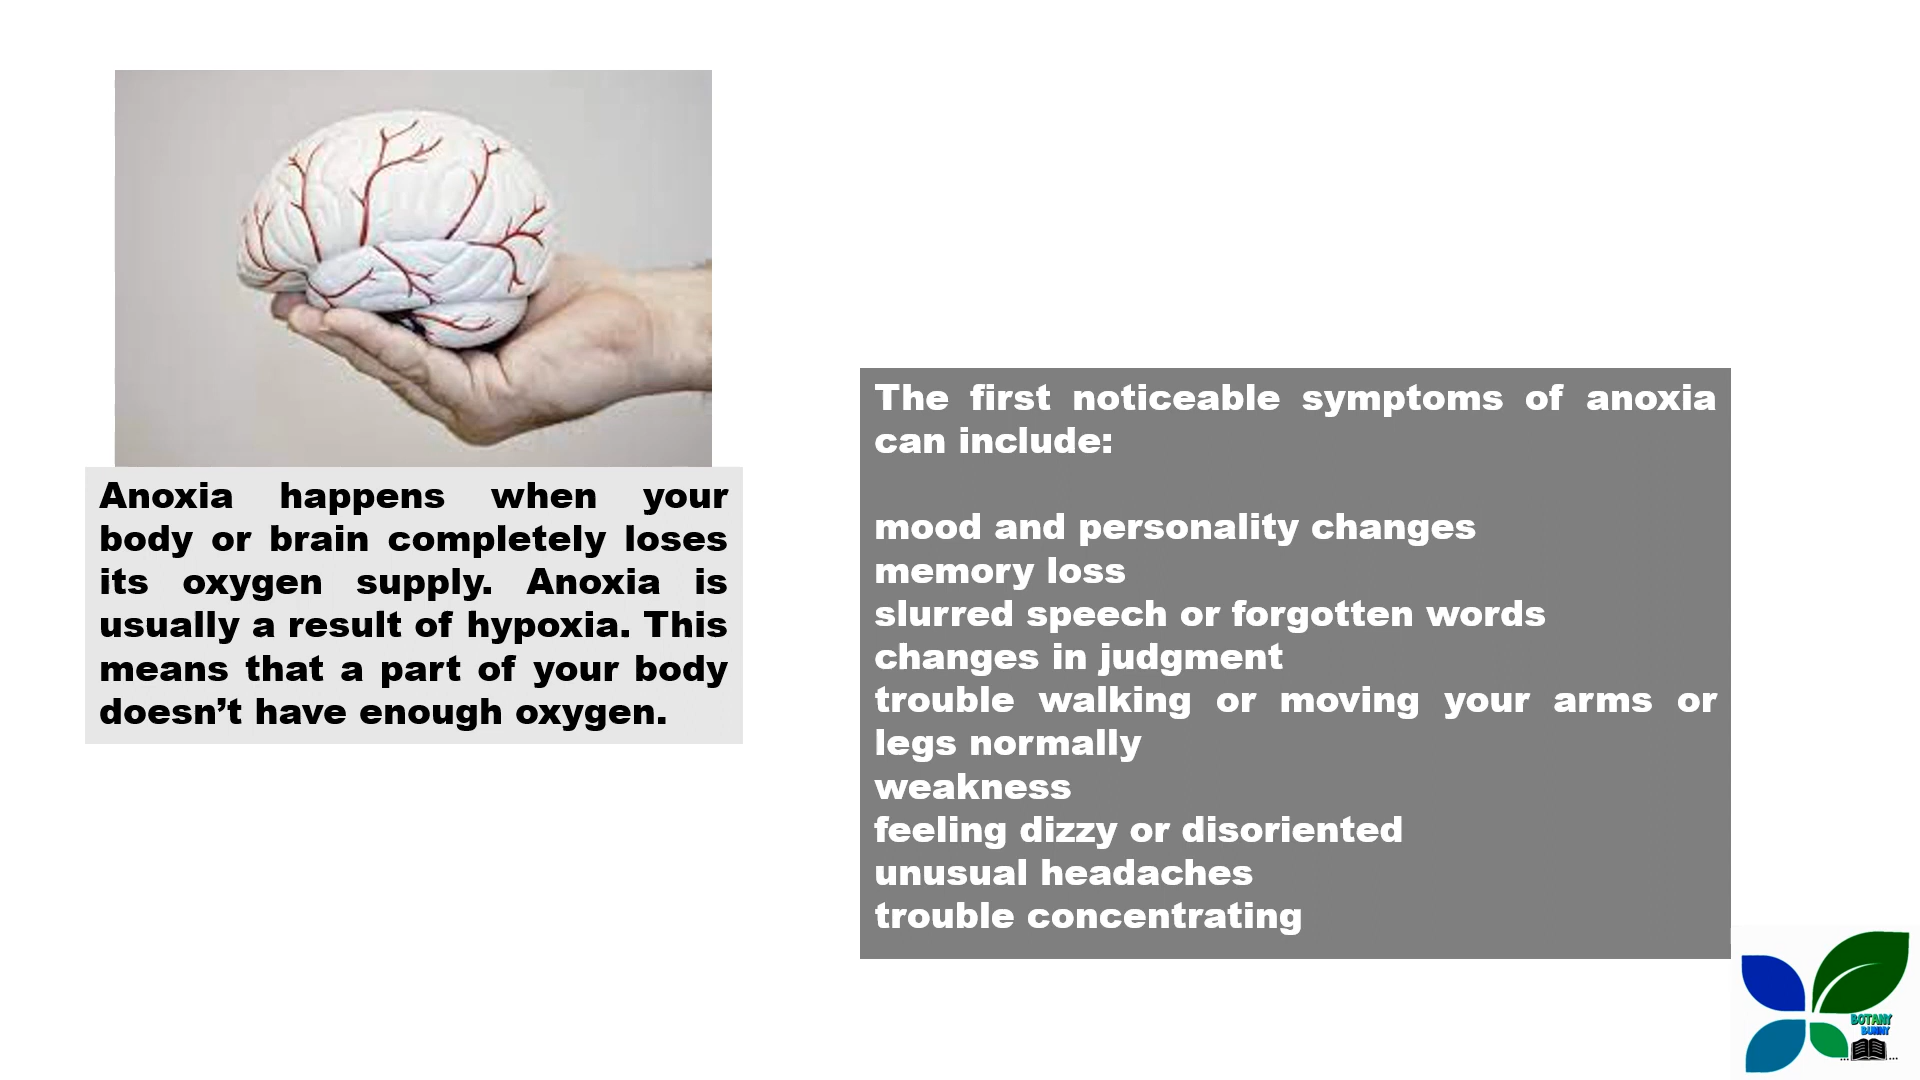 Anoxia happens when your
body or brain completely loses
its oxygen supply. Anoxia is
usually a result of hypoxia. This
means that a part of your body
doesn’t have enough oxygen.
The first noticeable symptoms of anoxia
can include:
mood and personality changes
memory loss
slurred speech or forgotten words
changes in judgment
trouble walking or moving your arms or
legs normally
weakness
feeling dizzy or disoriented
unusual headaches
trouble concentrating
BOTANY
BUNNY